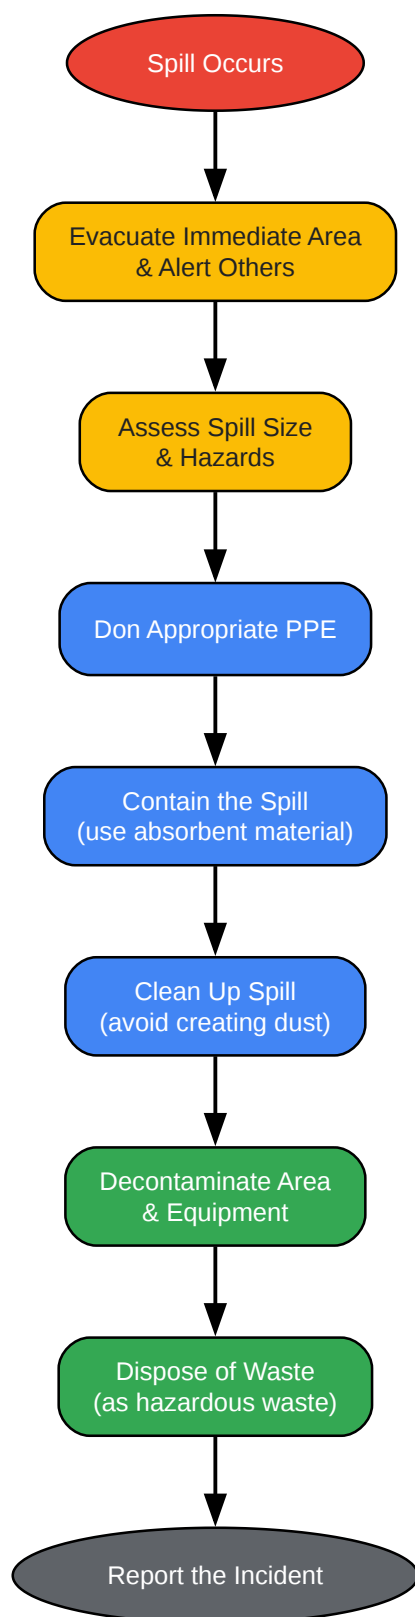 Spill Occurs
Evacuate Immediate Area
& Alert Others
Assess Spill Size
& Hazards
Don Appropriate PPE
Contain the Spill
(use absorbent material)
Clean Up Spill
(avoid creating dust)
Decontaminate Area
& Equipment
Dispose of Waste
(as hazardous waste)
Report the Incident